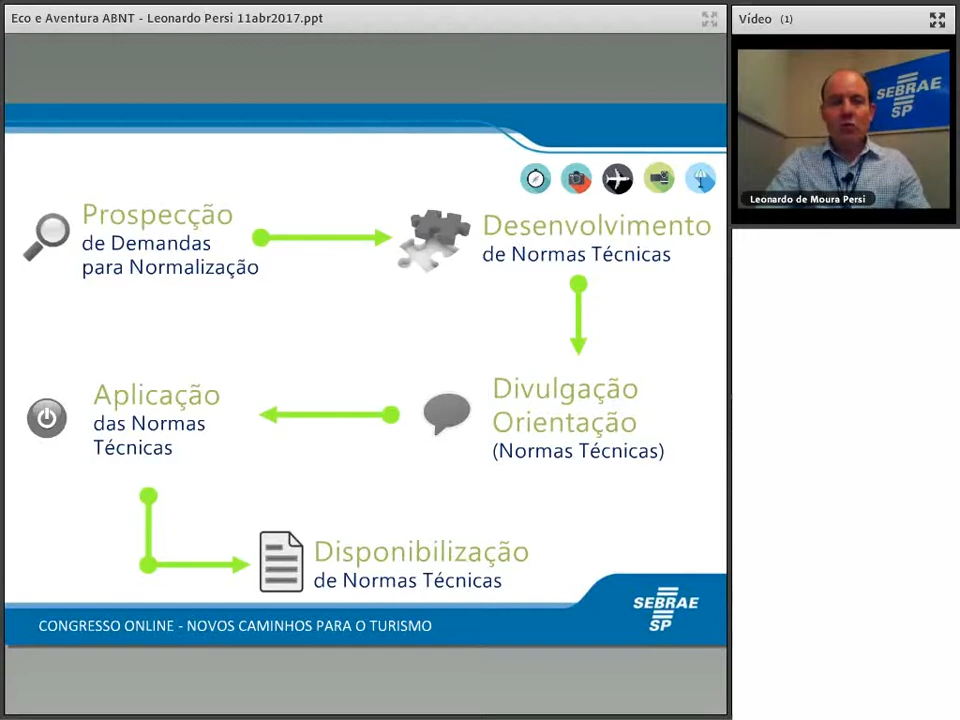 Eco e Aventura ABNT - Leonardo Persi 11abr2017.ppt
Vídeo (1)
SEBRAE
SP
Leonardo de Moura Persi
Prospecção
de Demandas
para Normalização
Desenvolvimento
de Normas Técnicas
Aplicação
das Normas
Técnicas
Divulgação
Orientação
(Normas Técnicas)
Disponibilização
de Normas Técnicas
CONGRESSO ONLINE - NOVOS CAMINHOS PARA O TURISMO
SEBRAE
SP